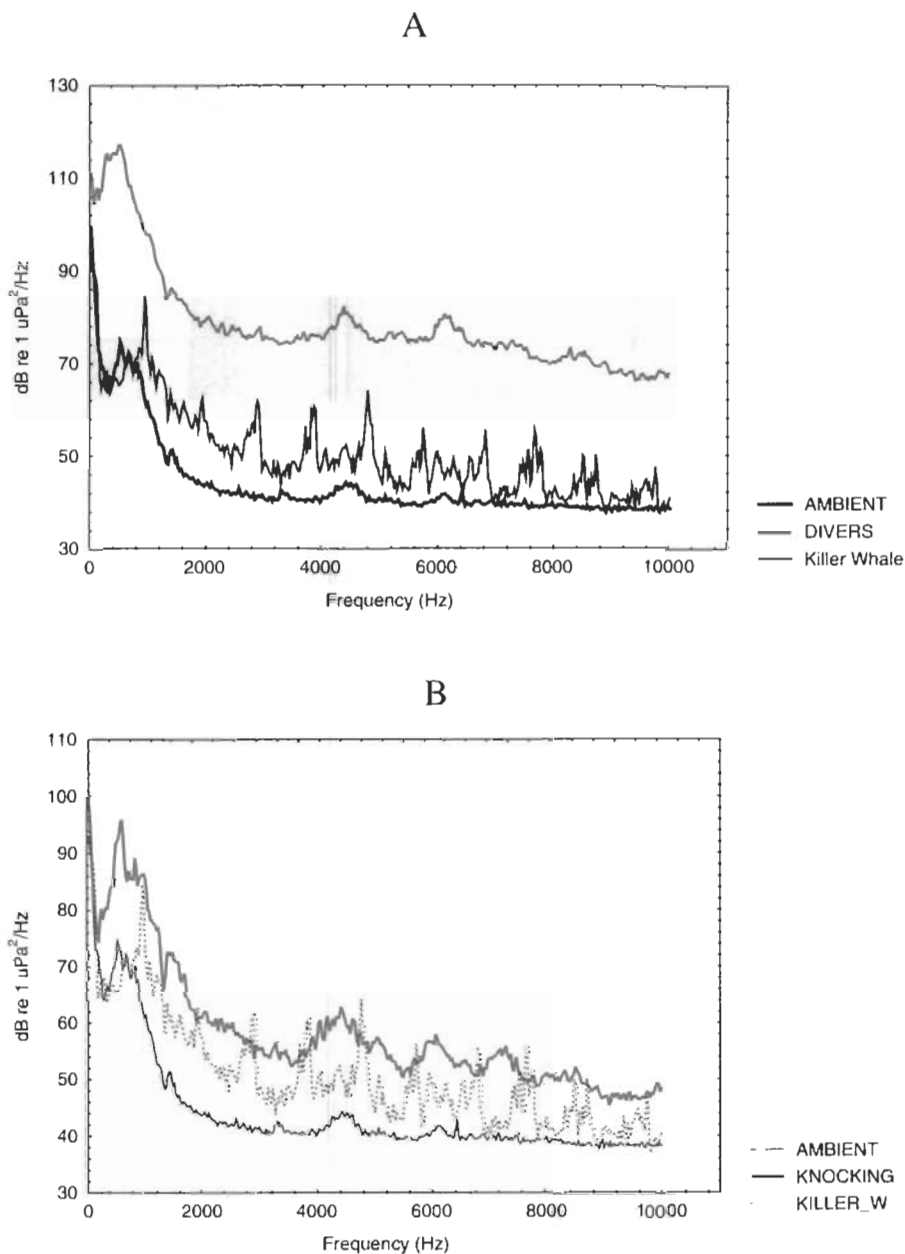 A
130
110
90
70
50
30
dB re 1 uPa²/Hz
0 2000 4000 6000 8000 10000
Frequency (Hz)
AMBIENT
DIVERS
Killer Whale
B
110
100
90
80
70
60
50
40
30
dB re 1 uPa²/Hz
0 2000 4000 6000 8000 10000
Frequency (Hz)
AMBIENT
KNOCKING
KILLER_W